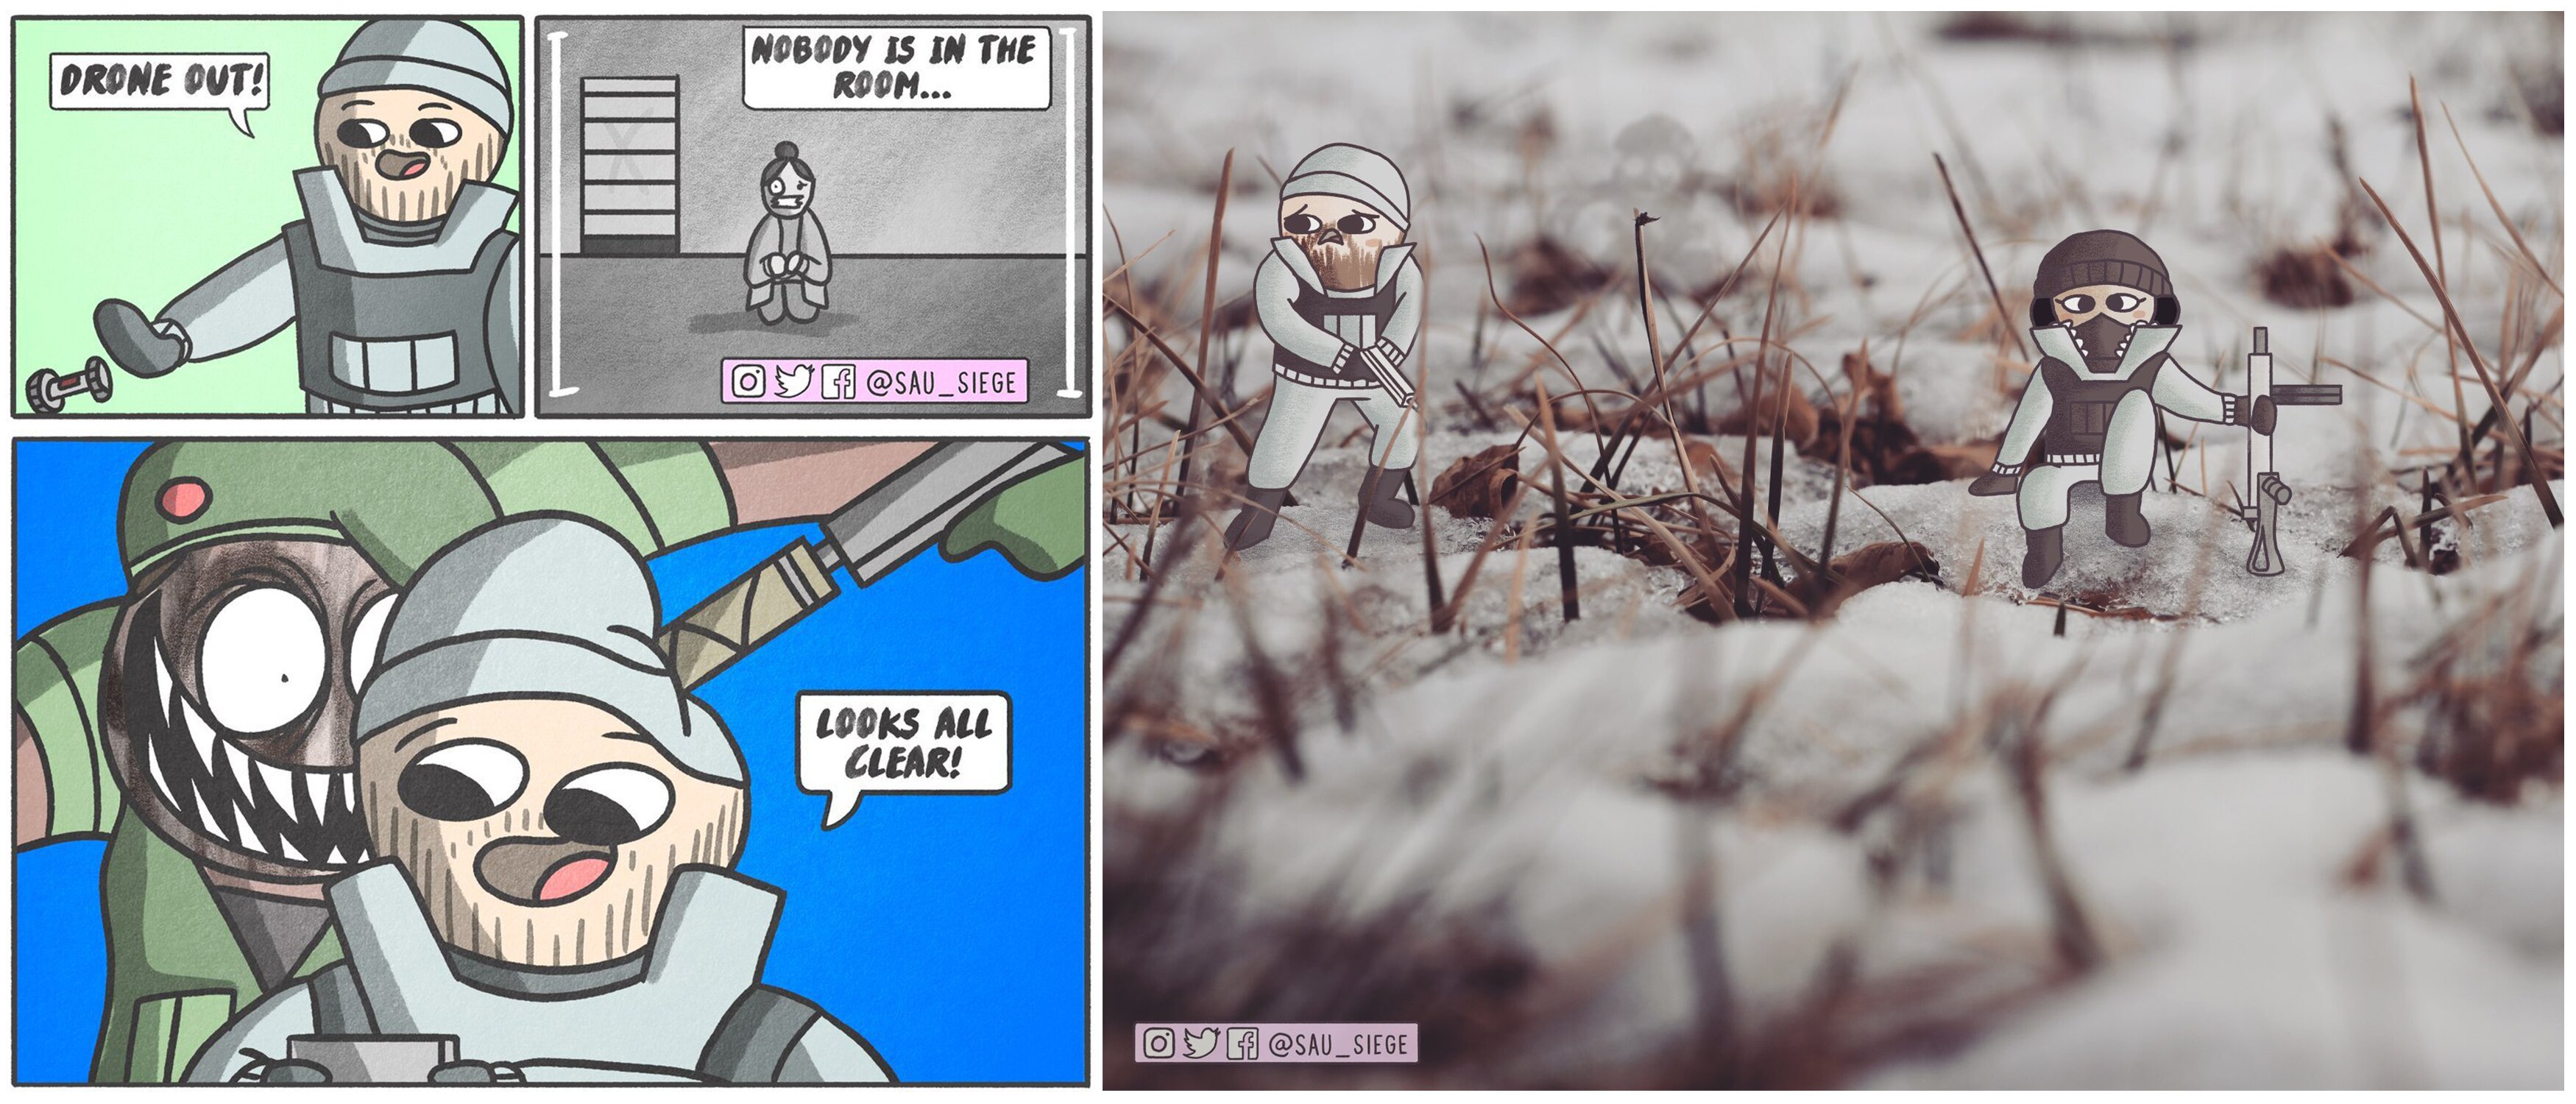 DRONE OUT!
NOBODY IS IN THE
ROOM...
@SAU_SIEGE
LOOKS ALL
CLEAR!
@SAU_SIEGE